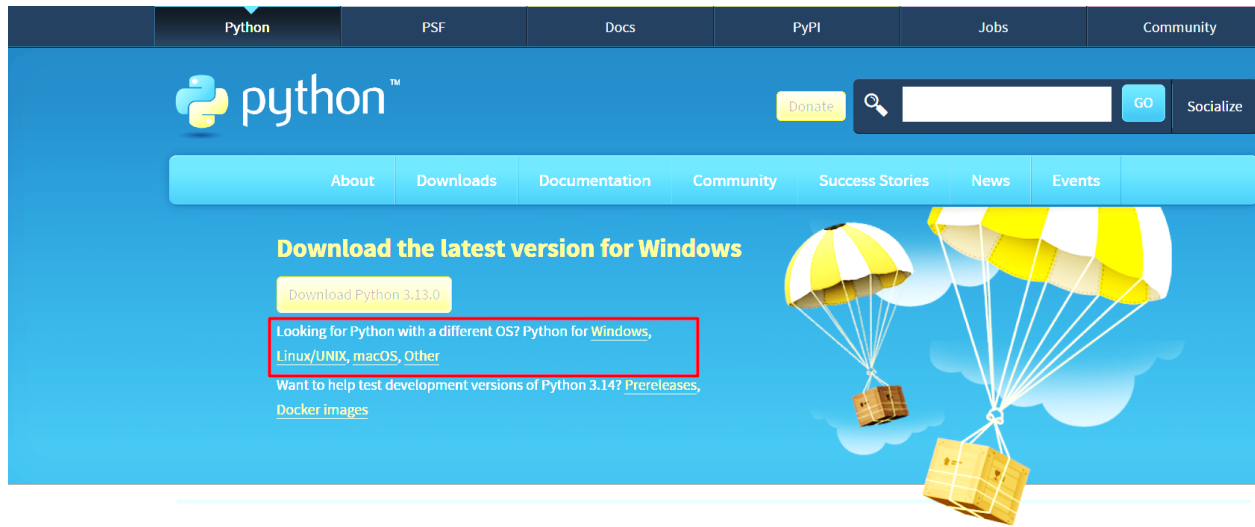 Python PSF Docs PyPI Jobs Community
python™
Donate GO Socialize
About Downloads Documentation Community Success Stories News Events
Download the latest version for Windows
Download Python 3.13.0
Looking for Python with a different OS? Python for Windows,
Linux/UNIX, macOS, Other
Want to help test development versions of Python 3.14? Prereleases,
Docker images